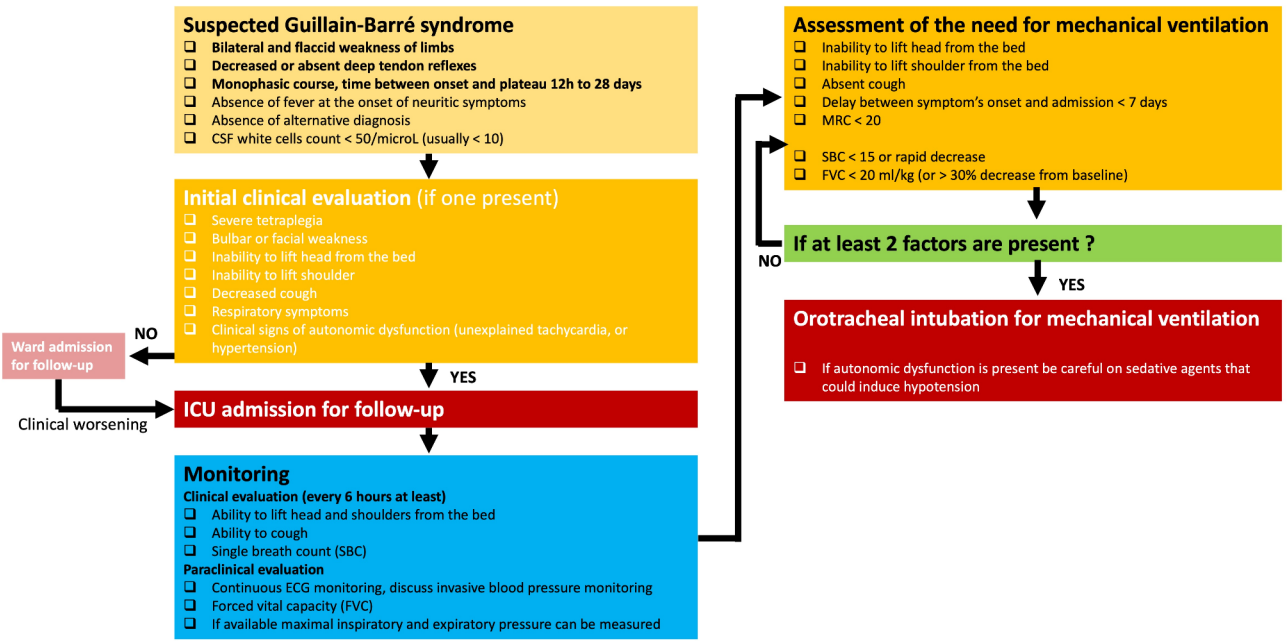 Suspected Guillain-Barré syndrome
Bilateral and flaccid weakness of limbs
Decreased or absent deep tendon reflexes
Monophasic course, time between onset and plateau 12h to 28 days
Absence of fever at the onset of neuritic symptoms
Absence of alternative diagnosis
CSF white cells count < 50/microL (usually < 10)
Initial clinical evaluation (if one present)
Severe tetraplegia
Bulbar or facial weakness
Inability to lift head from the bed
Inability to lift shoulder
Decreased cough
Respiratory symptoms
Clinical signs of autonomic dysfunction (unexplained tachycardia, or
hypertension)
NO
Ward admission
for follow-up
Clinical worsening
YES
ICU admission for follow-up
Monitoring
Clinical evaluation (every 6 hours at least)
Ability to lift head and shoulders from the bed
Ability to cough
Single breath count (SBC)
Paraclinical evaluation
Continuous ECG monitoring, discuss invasive blood pressure monitoring
Forced vital capacity (FVC)
If available maximal inspiratory and expiratory pressure can be measured
Assessment of the need for mechanical ventilation
Inability to lift head from the bed
Inability to lift shoulder from the bed
Absent cough
Delay between symptom's onset and admission < 7 days
MRC < 20
SBC < 15 or rapid decrease
FVC < 20 ml/kg (or > 30% decrease from baseline)
If at least 2 factors are present ?
NO
YES
Orotracheal intubation for mechanical ventilation
If autonomic dysfunction is present be careful on sedative agents that
could induce hypotension